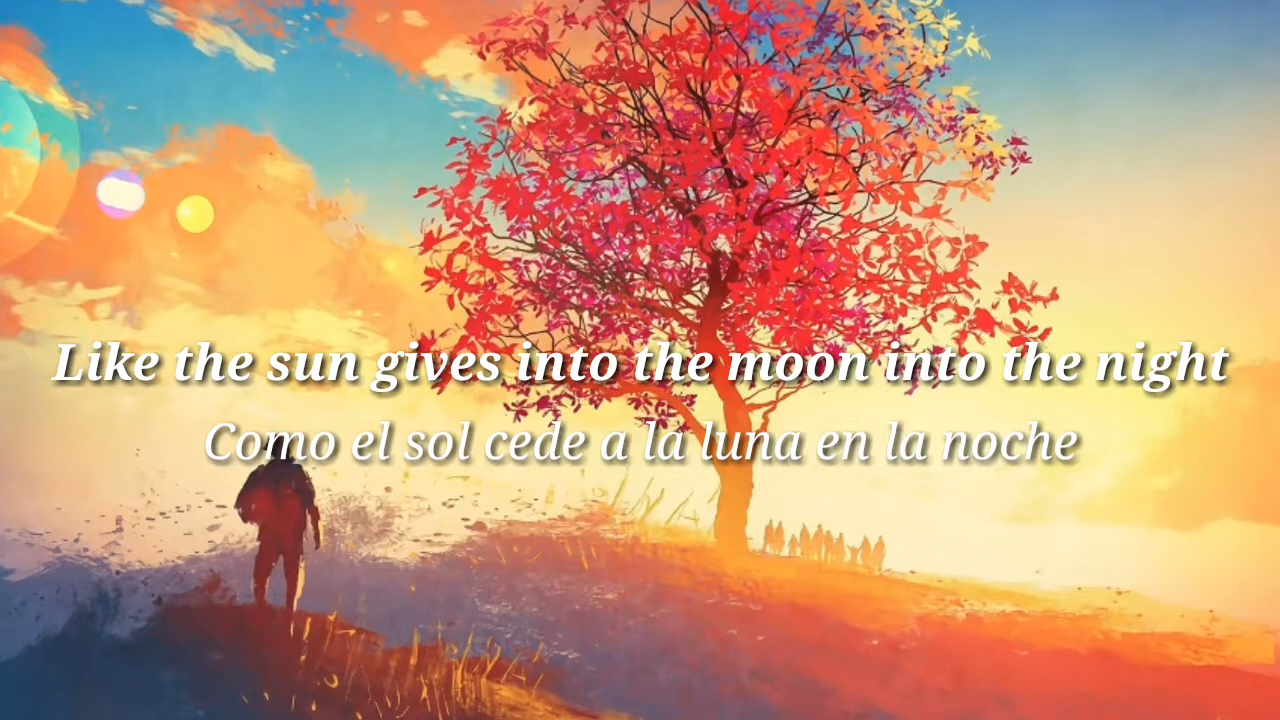 Like the sun gives into the moon into the night
Como el sol cede a la luna en la noche